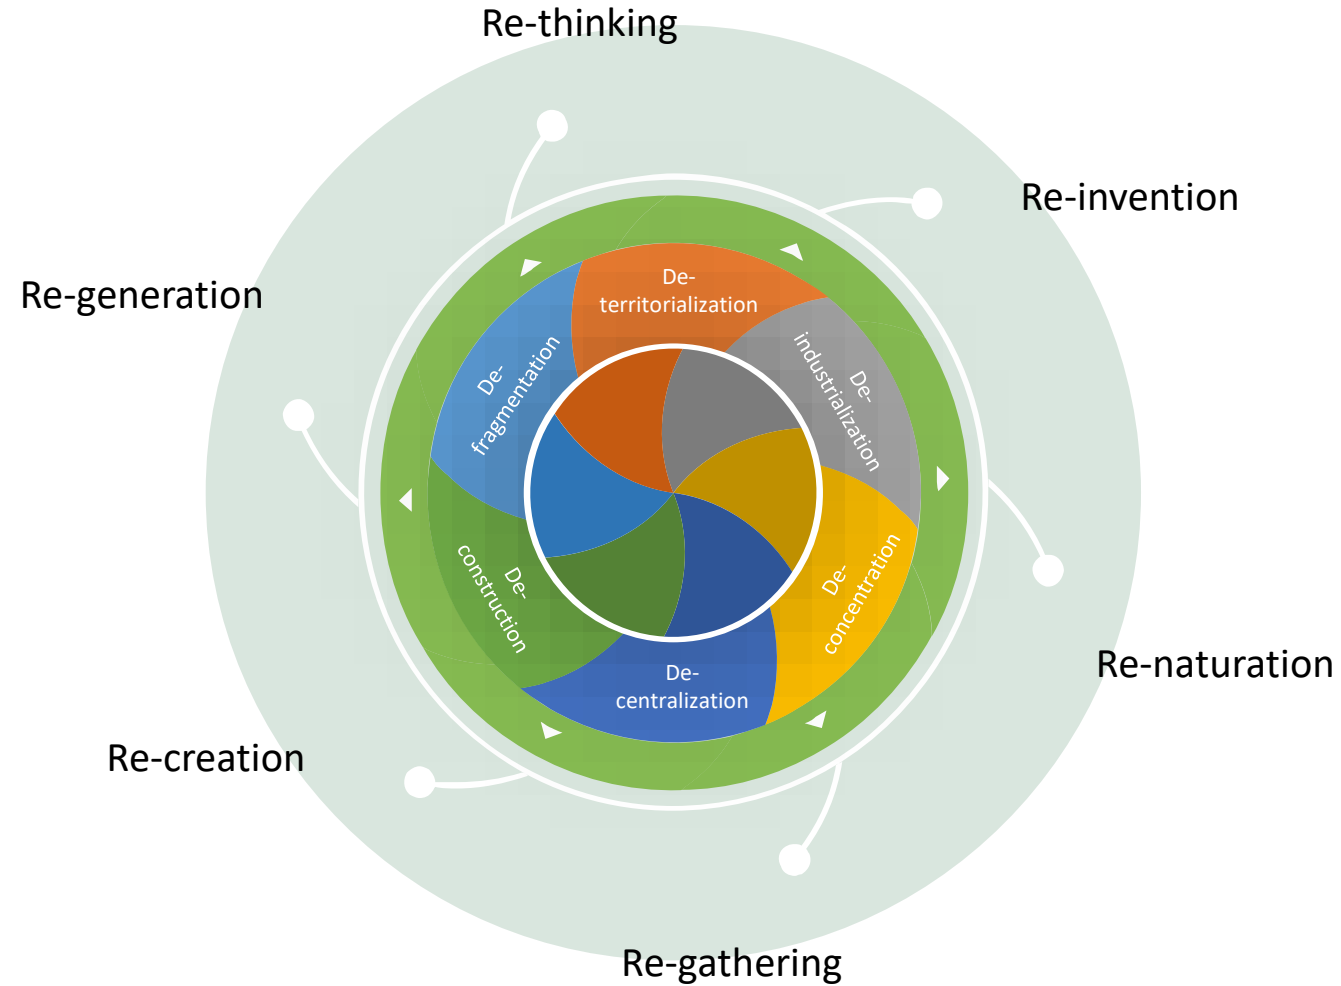 Re-thinking
Re-invention
Re-generation
De-
territorialization
De-
industrialization
De-
fragmentation
De-
concentration
De-
construction
De-
centralization
Re-naturation
Re-creation
Re-gathering